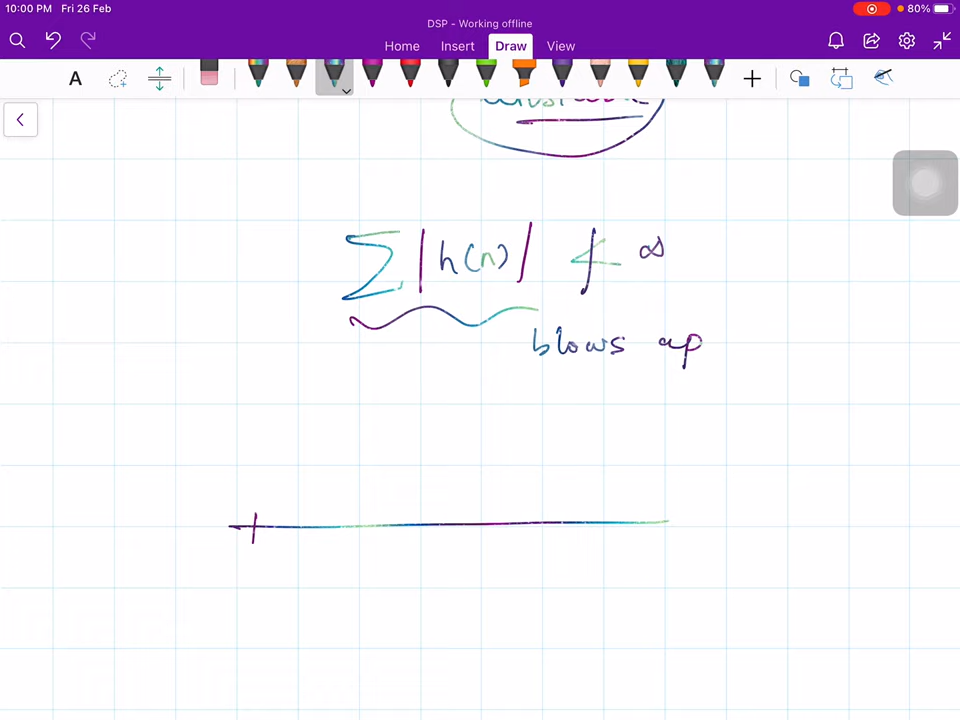 10:00 PM Fri 26 Feb
DSP - Working offline
80%
Home Insert Draw View
A
∑ |h(n)| ≮ ∞
blows up